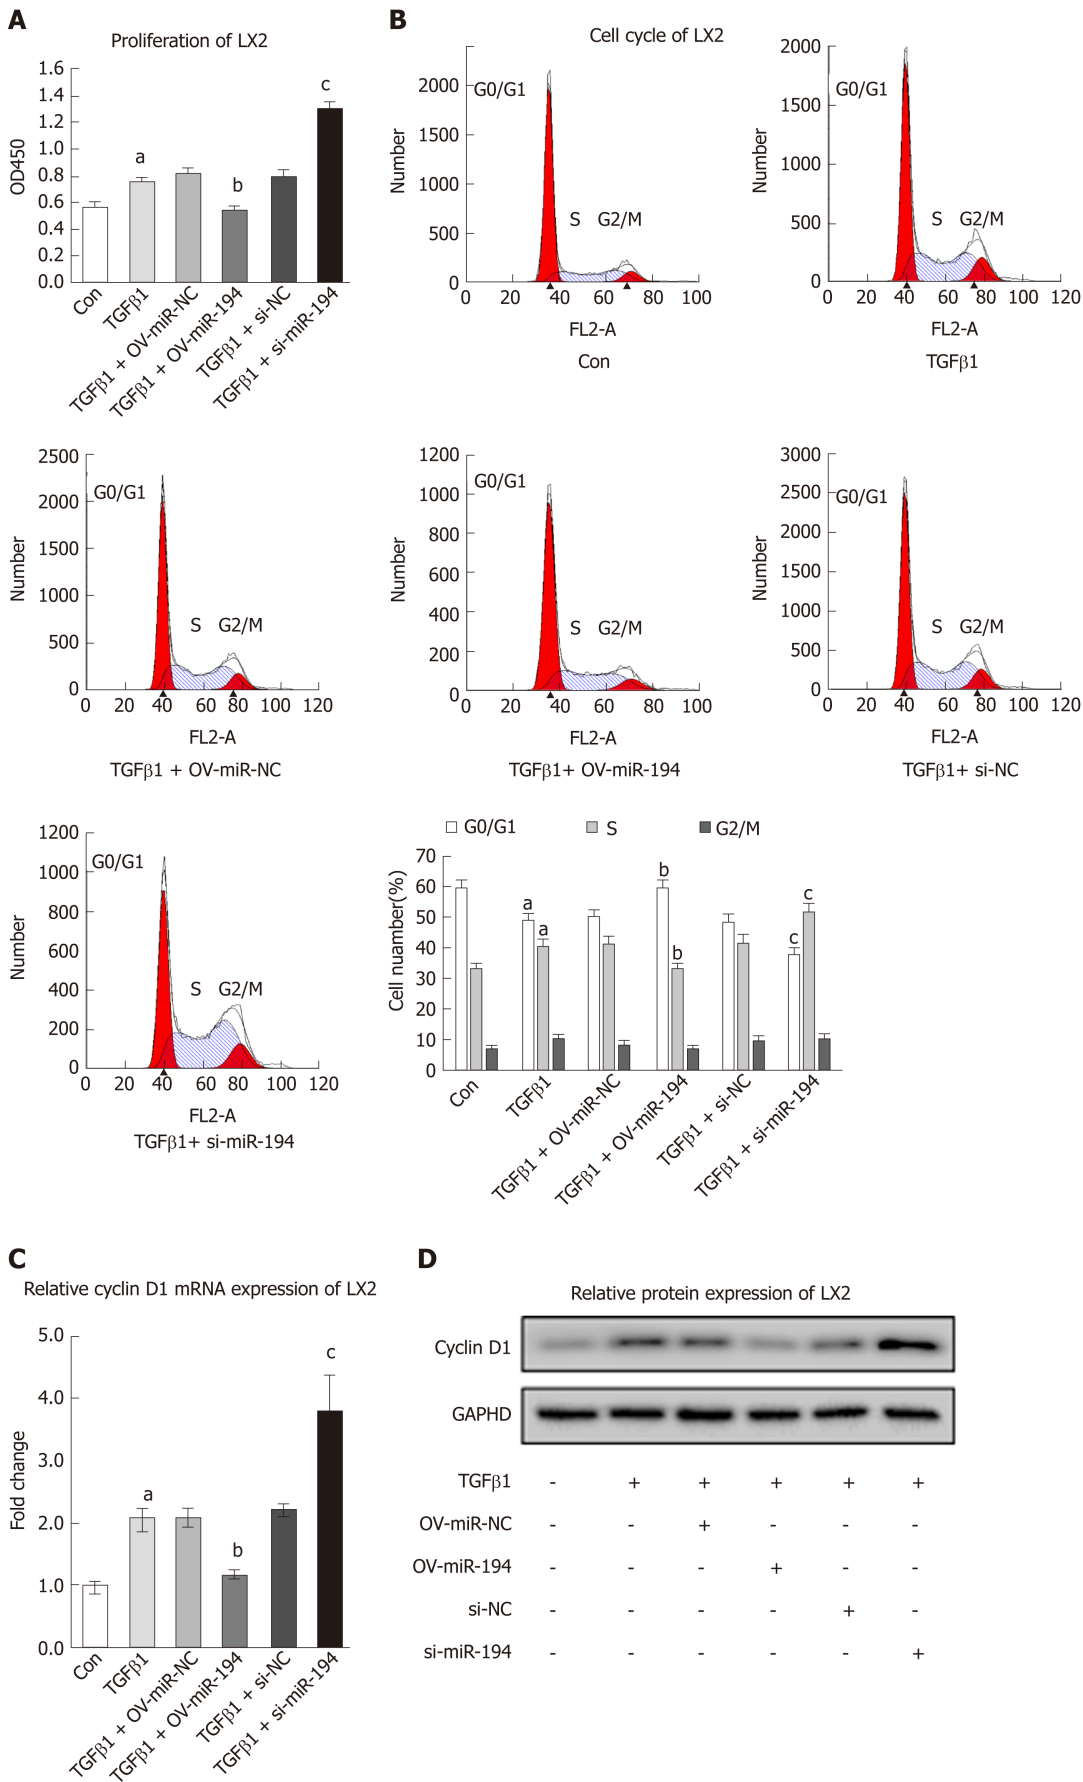 A
Proliferation of LX2
OD450
1.6
1.4
1.2
1.0
0.8
0.6
0.4
0.2
0.0
a
b
c
Con
TGFβ1
TGFβ1 + OV-miR-NC
TGFβ1 + OV-miR-194
TGFβ1 + si-NC
TGFβ1 + si-miR-194
B
Cell cycle of LX2
Number
2000
1500
1000
500
0
G0/G1
S G2/M
0 20 40 60 80 100
FL2-A
Con
Number
2000
1500
1000
500
0
G0/G1
S G2/M
0 20 40 60 80 100 120
FL2-A
TGFβ1
Number
2500
2000
1500
1000
500
0
G0/G1
S G2/M
0 20 40 60 80 100 120
FL2-A
TGFβ1 + OV-miR-NC
Number
1200
1000
800
600
400
200
0
G0/G1
S G2/M
0 20 40 60 80 100
FL2-A
TGFβ1+ OV-miR-194
Number
3000
2500
2000
1500
1000
500
0
G0/G1
S G2/M
0 20 40 60 80 100 120
FL2-A
TGFβ1+ si-NC
Number
1200
1000
800
600
400
200
0
G0/G1
S G2/M
0 20 40 60 80 100 120
FL2-A
TGFβ1+ si-miR-194
G0/G1 S G2/M
Cell nuamber(%)
70
60
50
40
30
20
10
0
a
a
b
b
c
c
Con
TGFβ1
TGFβ1 + OV-miR-NC
TGFβ1 + OV-miR-194
TGFβ1 + si-NC
TGFβ1 + si-miR-194
C
Relative cyclin D1 mRNA expression of LX2
Fold change
5.0
4.0
3.0
2.0
1.0
0.0
a
b
c
Con
TGFβ1
TGFβ1 + OV-miR-NC
TGFβ1 + OV-miR-194
TGFβ1 + si-NC
TGFβ1 + si-miR-194
D
Relative protein expression of LX2
Cyclin D1
GAPHD
TGFβ1 - + + + + +
OV-miR-NC - - + - - -
OV-miR-194 - - - + - -
si-NC - - - - + -
si-miR-194 - - - - - +